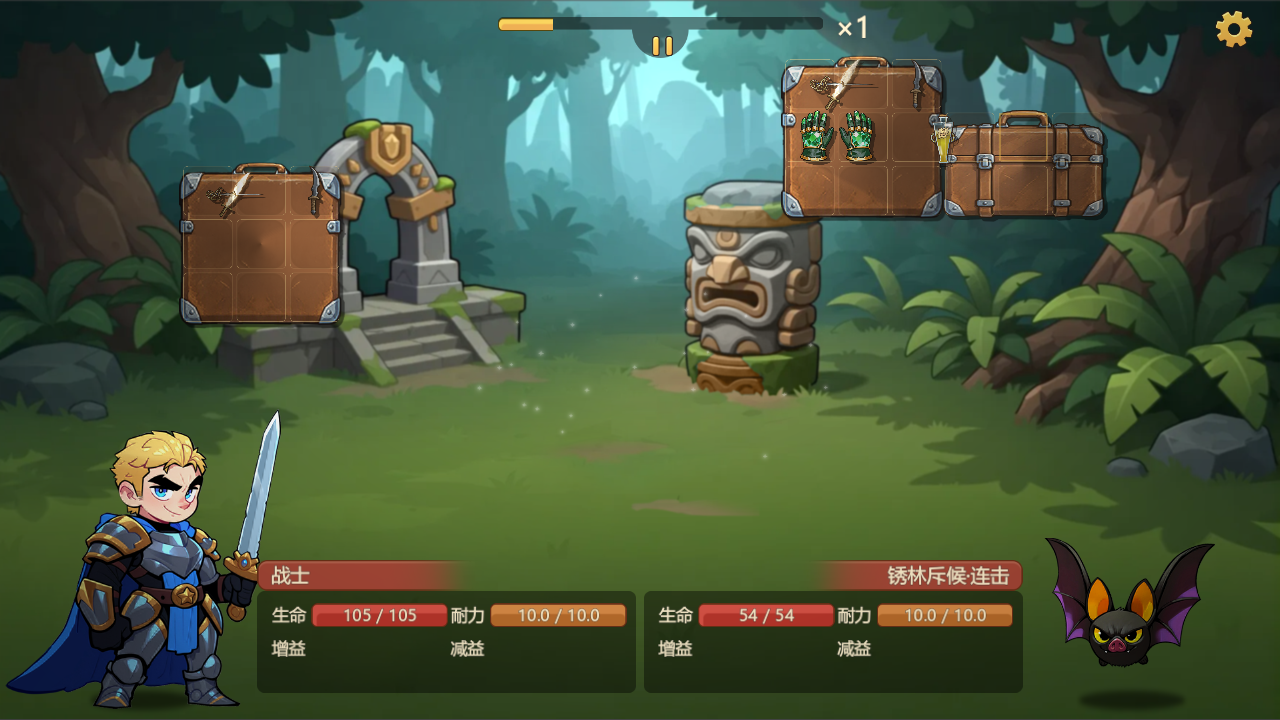 ×1
战士
生命 105 / 105 耐力 10.0 / 10.0
增益 减益
锈林斥候·连击
生命 54 / 54 耐力 10.0 / 10.0
增益 减益